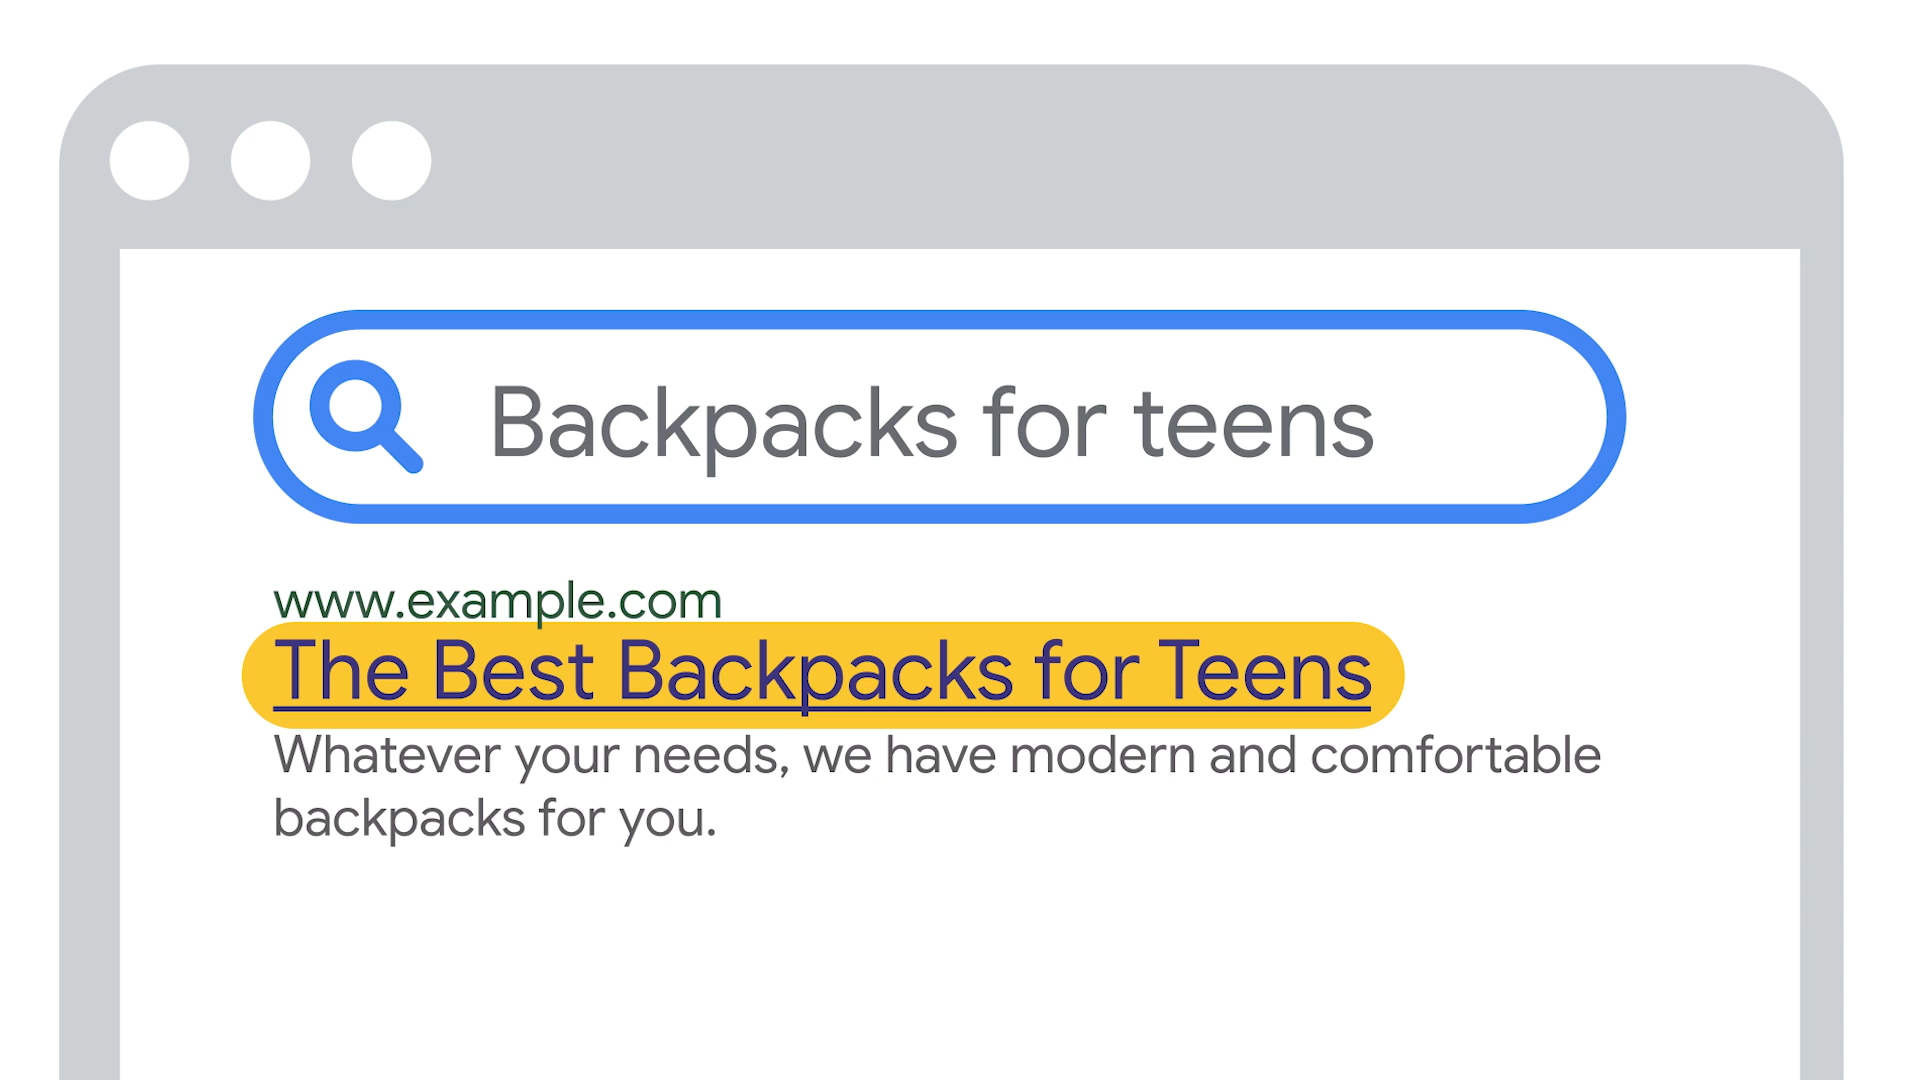 Backpacks for teens
www.example.com
The Best Backpacks for Teens
Whatever your needs, we have modern and comfortable
backpacks for you.